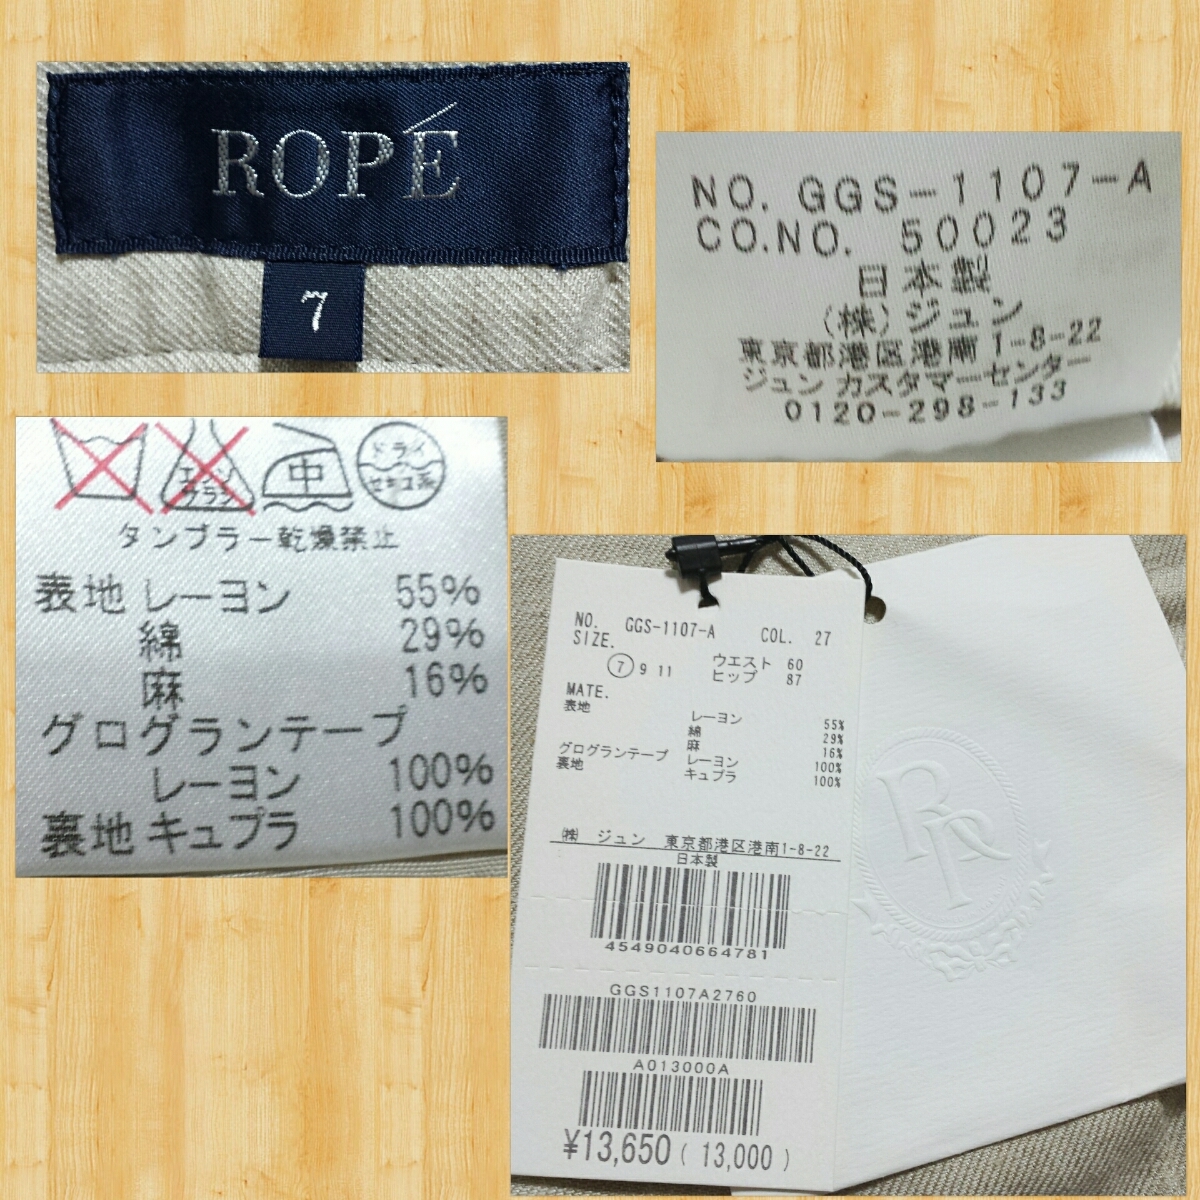 ROPÉ
7
NO. GGS-1107-A
CO.NO. 50023
日本製
(株)ジュン
東京都港区港南1-8-22
ジュンカスタマーセンター
0120-298-133
エンソ
サラシ
中
ドライ
セキユ系
タンブラー乾燥禁止
表地 レーヨン 55%
綿 29%
麻 16%
グログランテープ
レーヨン 100%
裏地 キュプラ 100%
NO. GGS-1107-A COL. 27
SIZE.
7 9 11 ウエスト 60
ヒップ 87
MATE.
表地
レーヨン 55%
綿 29%
麻 16%
グログランテープ レーヨン 100%
裏地 キュプラ 100%
㈱ ジュン 東京都港区港南1-8-22
日本製
4549040664781
GGS1107A2760
A013000A
¥13,650 ( 13,000 )
R